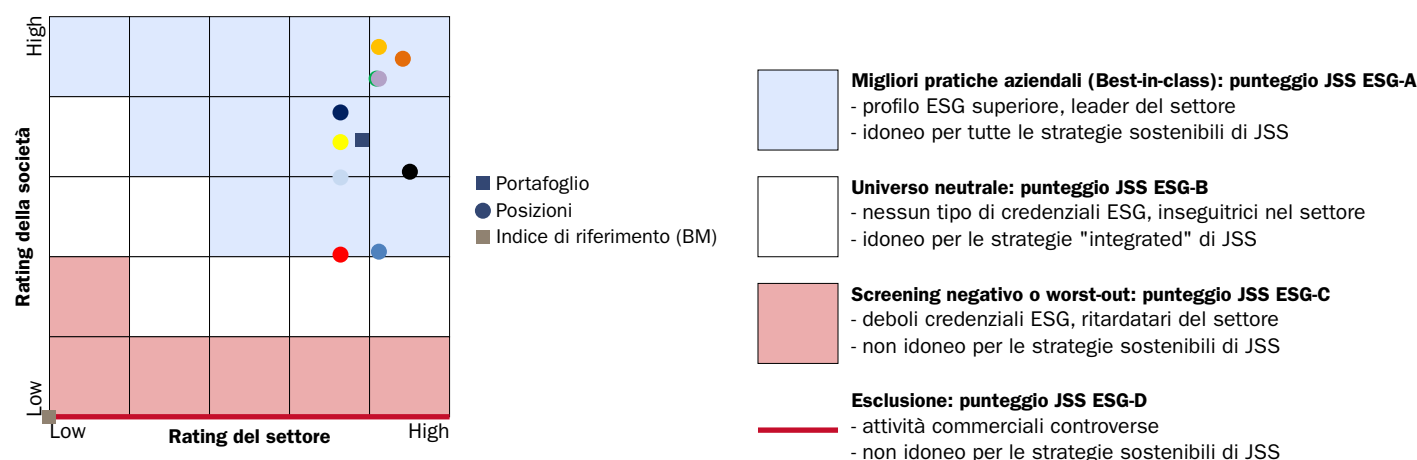 High
Rating della società
Low
Low
Rating del settore
High
Portafoglio
Posizioni
Indice di riferimento (BM)
Migliori pratiche aziendali (Best-in-class): punteggio JSS ESG-A
- profilo ESG superiore, leader del settore
- idoneo per tutte le strategie sostenibili di JSS
Universo neutrale: punteggio JSS ESG-B
- nessun tipo di credenziali ESG, inseguitrici nel settore
- idoneo per le strategie "integrated" di JSS
Screening negativo o worst-out: punteggio JSS ESG-C
- deboli credenziali ESG, ritardatari del settore
- non idoneo per le strategie sostenibili di JSS
Esclusione: punteggio JSS ESG-D
- attività commerciali controverse
- non idoneo per le strategie sostenibili di JSS